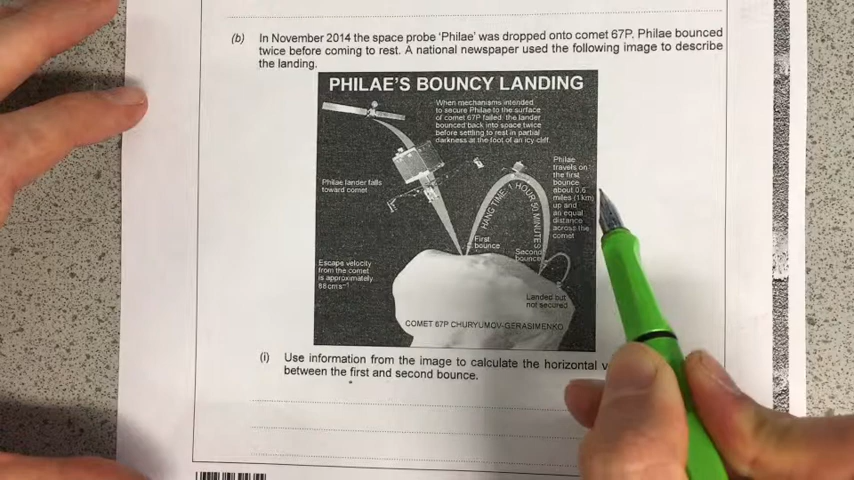 (b) In November 2014 the space probe 'Philae' was dropped onto comet 67P. Philae bounced
twice before coming to rest. A national newspaper used the following image to describe
the landing.
PHILAE'S BOUNCY LANDING
When mechanisms intended
to secure Philae to the surface
of comet 67P failed, the lander
bounced back into space twice
before settling to rest in partial
darkness at the foot of an icy cliff.
Philae lander falls
toward comet
Philae
travels on
the first
bounce
about 0.6
miles (1km)
up and
an equal
distance
across the
comet
HANG TIME: 1 HOUR 50 MINUTES
First
bounce
Second
bounce
Escape velocity
from the comet
is approximately
cms⁻¹
Landed but
not secured
COMET 67P CHURYUMOV-GERASIMENKO
(i) Use information from the image to calculate the horizontal
between the first and second bounce.